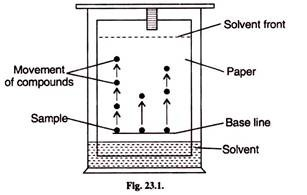 Solvent front
Movement
of compounds
Paper
Sample
Base line
Solvent
Fig. 23.1.